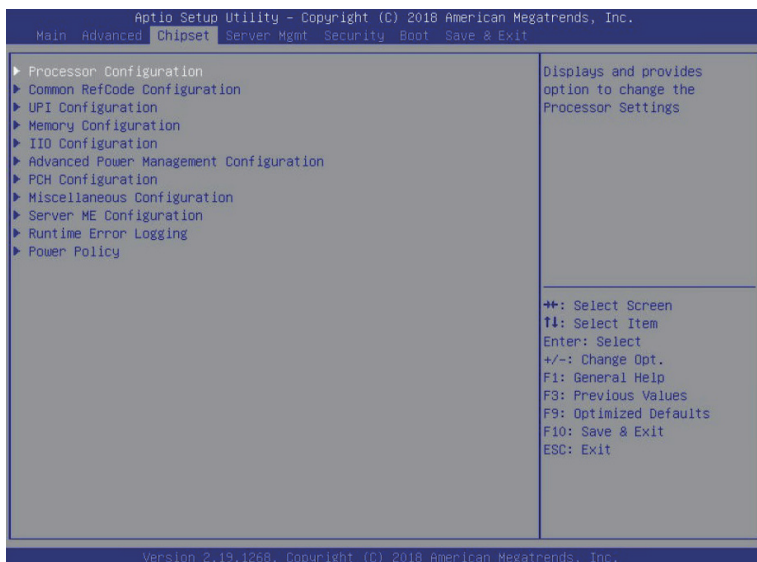 Aptio Setup Utility – Copyright (C) 2018 American Megatrends, Inc.
Main Advanced Chipset Server Mgmt Security Boot Save & Exit
Processor Configuration
Common RefCode Configuration
UPI Configuration
Memory Configuration
IIO Configuration
Advanced Power Management Configuration
PCH Configuration
Miscellaneous Configuration
Server ME Configuration
Runtime Error Logging
Power Policy
Displays and provides
option to change the
Processor Settings
→←: Select Screen
↑↓: Select Item
Enter: Select
+/-: Change Opt.
F1: General Help
F3: Previous Values
F9: Optimized Defaults
F10: Save & Exit
ESC: Exit
Version 2.19.1268. Copyright (C) 2018 American Megatrends, Inc.